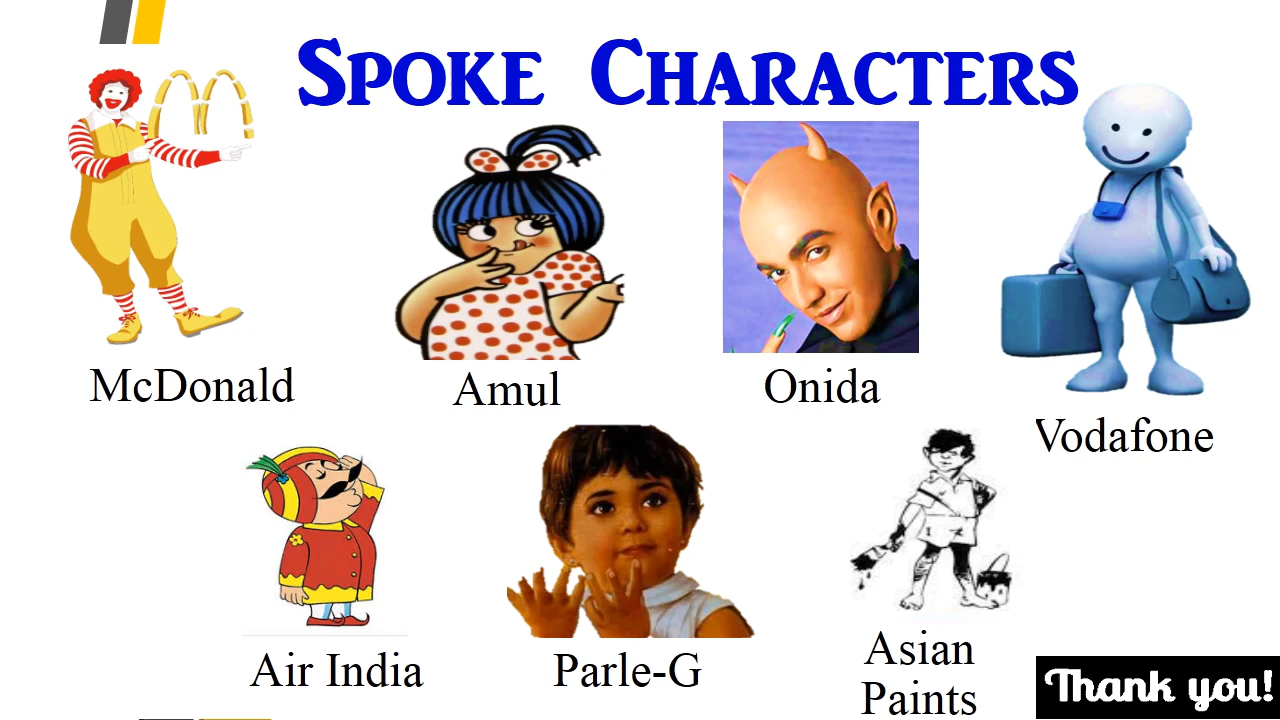 Spoke Characters
McDonald
Amul
Onida
Vodafone
Air India
Parle-G
Asian
Paints
Thank you!